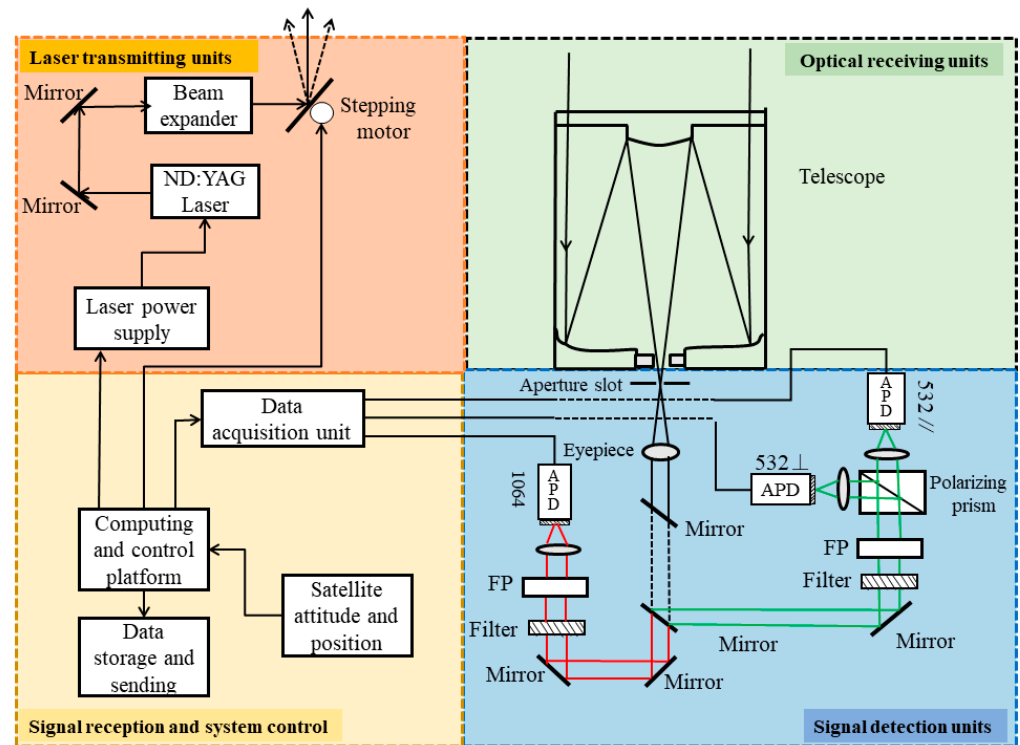 Laser transmitting units
Mirror
Beam
expander
Stepping
motor
Mirror
ND:YAG
Laser
Laser power
supply
Optical receiving units
Telescope
Data
acquisition unit
Computing
and control
platform
Satellite
attitude and
position
Data
storage and
sending
Signal reception and system control
Aperture slot
Eyepiece
Mirror
1064
APD
FP
Filter
Mirror
Mirror
Mirror
532⊥
APD
APD
532 //
Polarizing
prism
FP
Filter
Mirror
Signal detection units